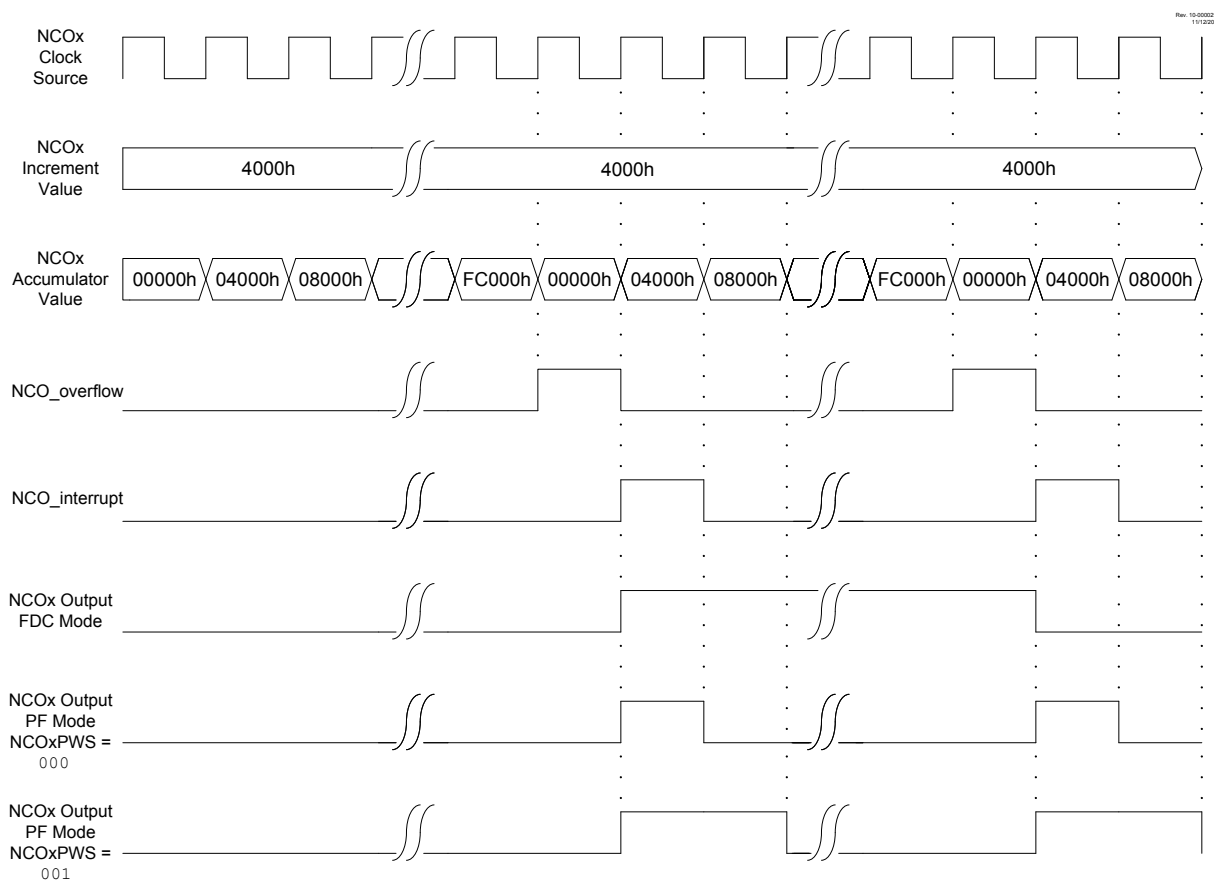 Rev. 10-00002
11/12/20
NCOx
Clock
Source
NCOx
Increment
Value
4000h
4000h
4000h
NCOx
Accumulator
Value
00000h 04000h 08000h FC000h 00000h 04000h 08000h FC000h 00000h 04000h 08000h
NCO_overflow
NCO_interrupt
NCOx Output
FDC Mode
NCOx Output
PF Mode
NCOxPWS =
000
NCOx Output
PF Mode
NCOxPWS =
001